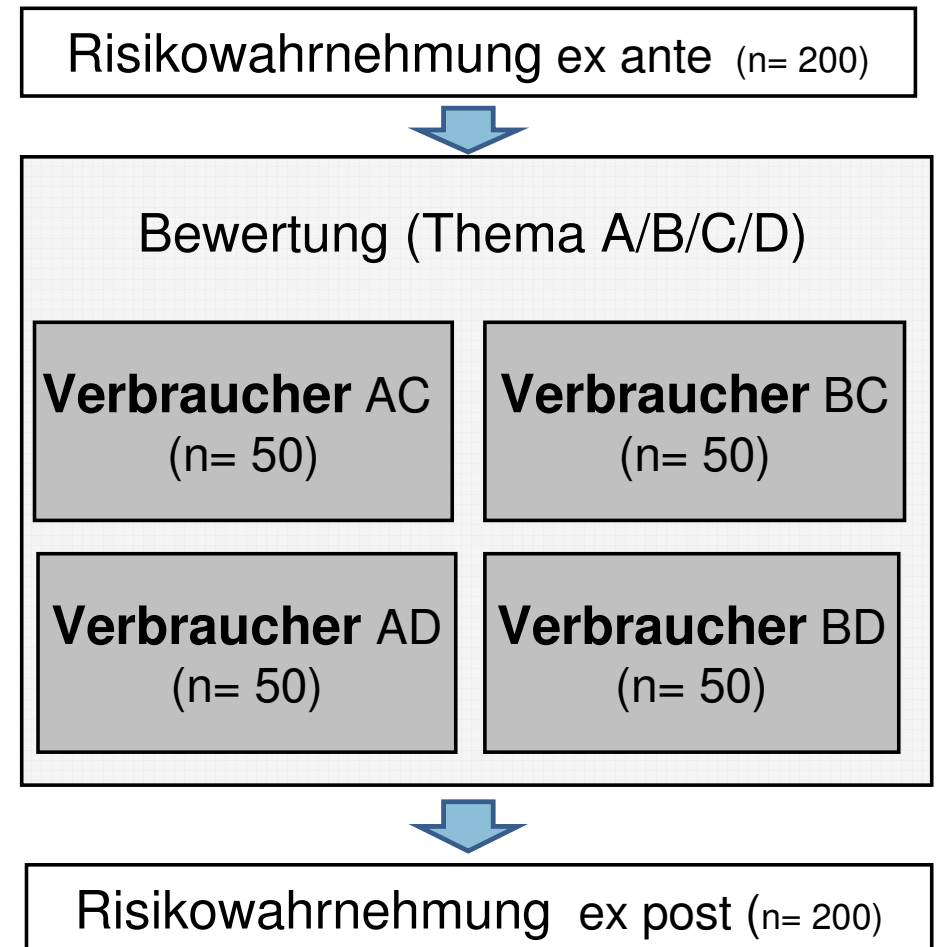 Risikowahrnehmung ex ante (n= 200)
Bewertung (Thema A/B/C/D)
Verbraucher AC
(n= 50)
Verbraucher BC
(n= 50)
Verbraucher AD
(n= 50)
Verbraucher BD
(n= 50)
Risikowahrnehmung ex post (n= 200)